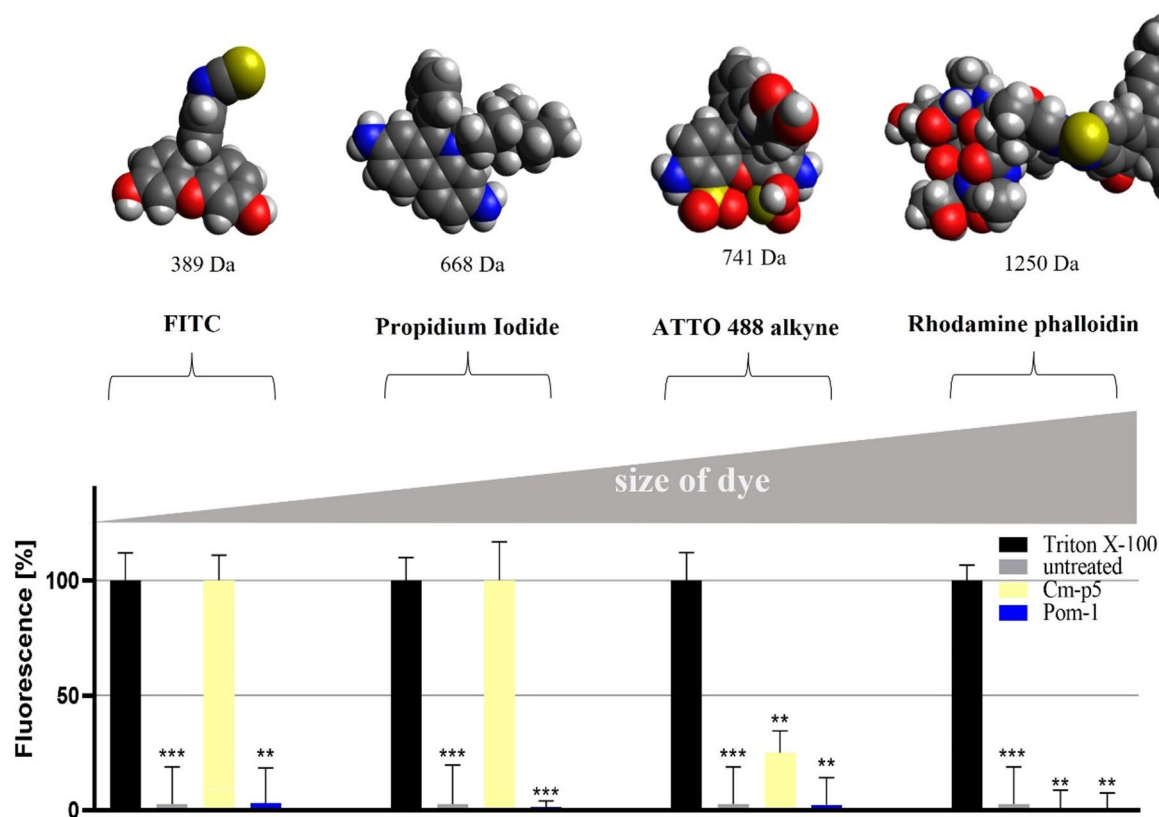 389 Da
668 Da
741 Da
1250 Da
FITC
Propidium Iodide
ATTO 488 alkyne
Rhodamine phalloidin
size of dye
Fluorescence [%]
100
50
0
Triton X-100
untreated
Cm-p5
Pom-1
***
**
***
***
***
**
**
***
**
**